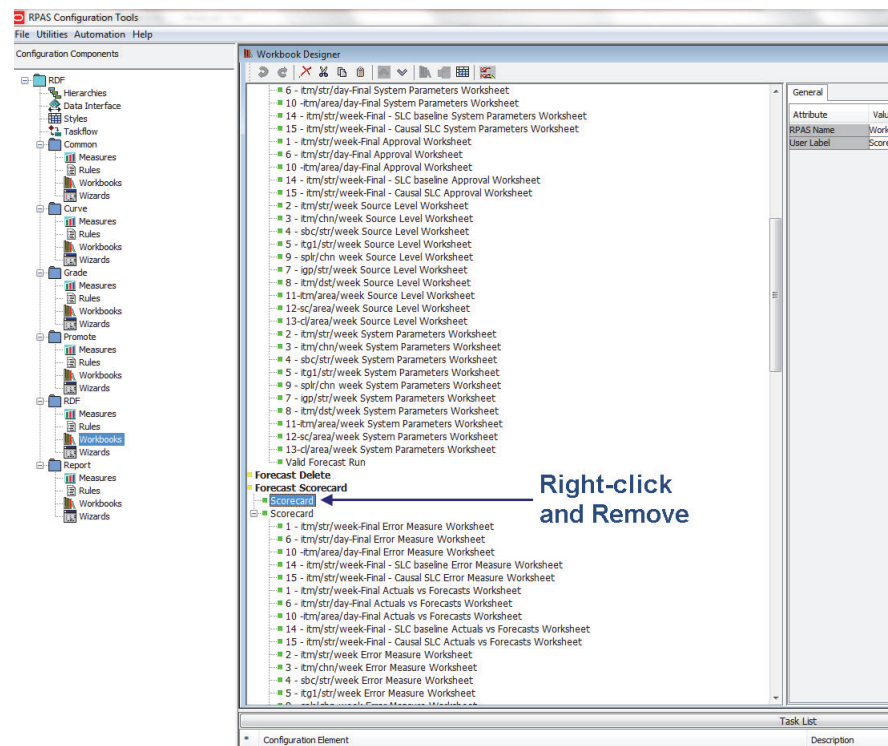 RPAS Configuration Tools
File Utilities Automation Help
Configuration Components
RDF
Hierarchies
Data Interface
Styles
Taskflow
Common
Measures
Rules
Workbooks
Wizards
Curve
Measures
Rules
Workbooks
Wizards
Grade
Measures
Rules
Workbooks
Wizards
Promote
Measures
Rules
Workbooks
Wizards
RDF
Measures
Rules
Workbooks
Wizards
Report
Measures
Rules
Workbooks
Wizards
Workbook Designer
6 - itm/str/day-Final System Parameters Worksheet
10 -itm/area/day-Final System Parameters Worksheet
14 - itm/str/week-Final - SLC baseline System Parameters Worksheet
15 - itm/str/week-Final - Causal SLC System Parameters Worksheet
1 - itm/str/week-Final Approval Worksheet
6 - itm/str/day-Final Approval Worksheet
10 -itm/area/day-Final Approval Worksheet
14 - itm/str/week-Final - SLC baseline Approval Worksheet
15 - itm/str/week-Final - Causal SLC Approval Worksheet
2 - itm/str/week Source Level Worksheet
3 - itm/chn/week Source Level Worksheet
4 - sbc/str/week Source Level Worksheet
5 - itg1/str/week Source Level Worksheet
9 - splr/chn week Source Level Worksheet
7 - igp/str/week Source Level Worksheet
8 - itm/dst/week Source Level Worksheet
11-itm/area/week Source Level Worksheet
12-sc/area/week Source Level Worksheet
13-cl/area/week Source Level Worksheet
2 - itm/str/week System Parameters Worksheet
3 - itm/chn/week System Parameters Worksheet
4 - sbc/str/week System Parameters Worksheet
5 - itg1/str/week System Parameters Worksheet
9 - splr/chn week System Parameters Worksheet
7 - igp/str/week System Parameters Worksheet
8 - itm/dst/week System Parameters Worksheet
11-itm/area/week System Parameters Worksheet
12-sc/area/week System Parameters Worksheet
13-cl/area/week System Parameters Worksheet
Valid Forecast Run
Forecast Delete
Forecast Scorecard
Scorecard
Scorecard
1 - itm/str/week-Final Error Measure Worksheet
6 - itm/str/day-Final Error Measure Worksheet
10 -itm/area/day-Final Error Measure Worksheet
14 - itm/str/week-Final - SLC baseline Error Measure Worksheet
15 - itm/str/week-Final - Causal SLC Error Measure Worksheet
1 - itm/str/week-Final Actuals vs Forecasts Worksheet
6 - itm/str/day-Final Actuals vs Forecasts Worksheet
10 -itm/area/day-Final Actuals vs Forecasts Worksheet
14 - itm/str/week-Final - SLC baseline Actuals vs Forecasts Worksheet
15 - itm/str/week-Final - Causal SLC Actuals vs Forecasts Worksheet
2 - itm/str/week Error Measure Worksheet
3 - itm/chn/week Error Measure Worksheet
4 - sbc/str/week Error Measure Worksheet
5 - itg1/str/week Error Measure Worksheet
Right-click
and Remove
General
Attribute Valu
RPAS Name Work
User Label Score
Task List
* Configuration Element Description